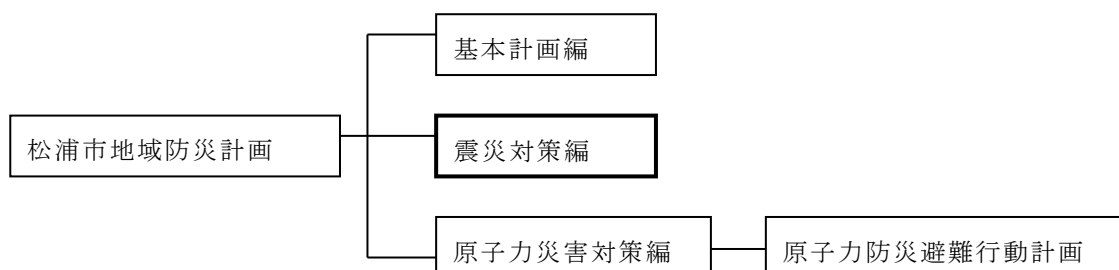 基本計画編
松浦市地域防災計画
震災対策編
原子力災害対策編
原子力防災避難行動計画